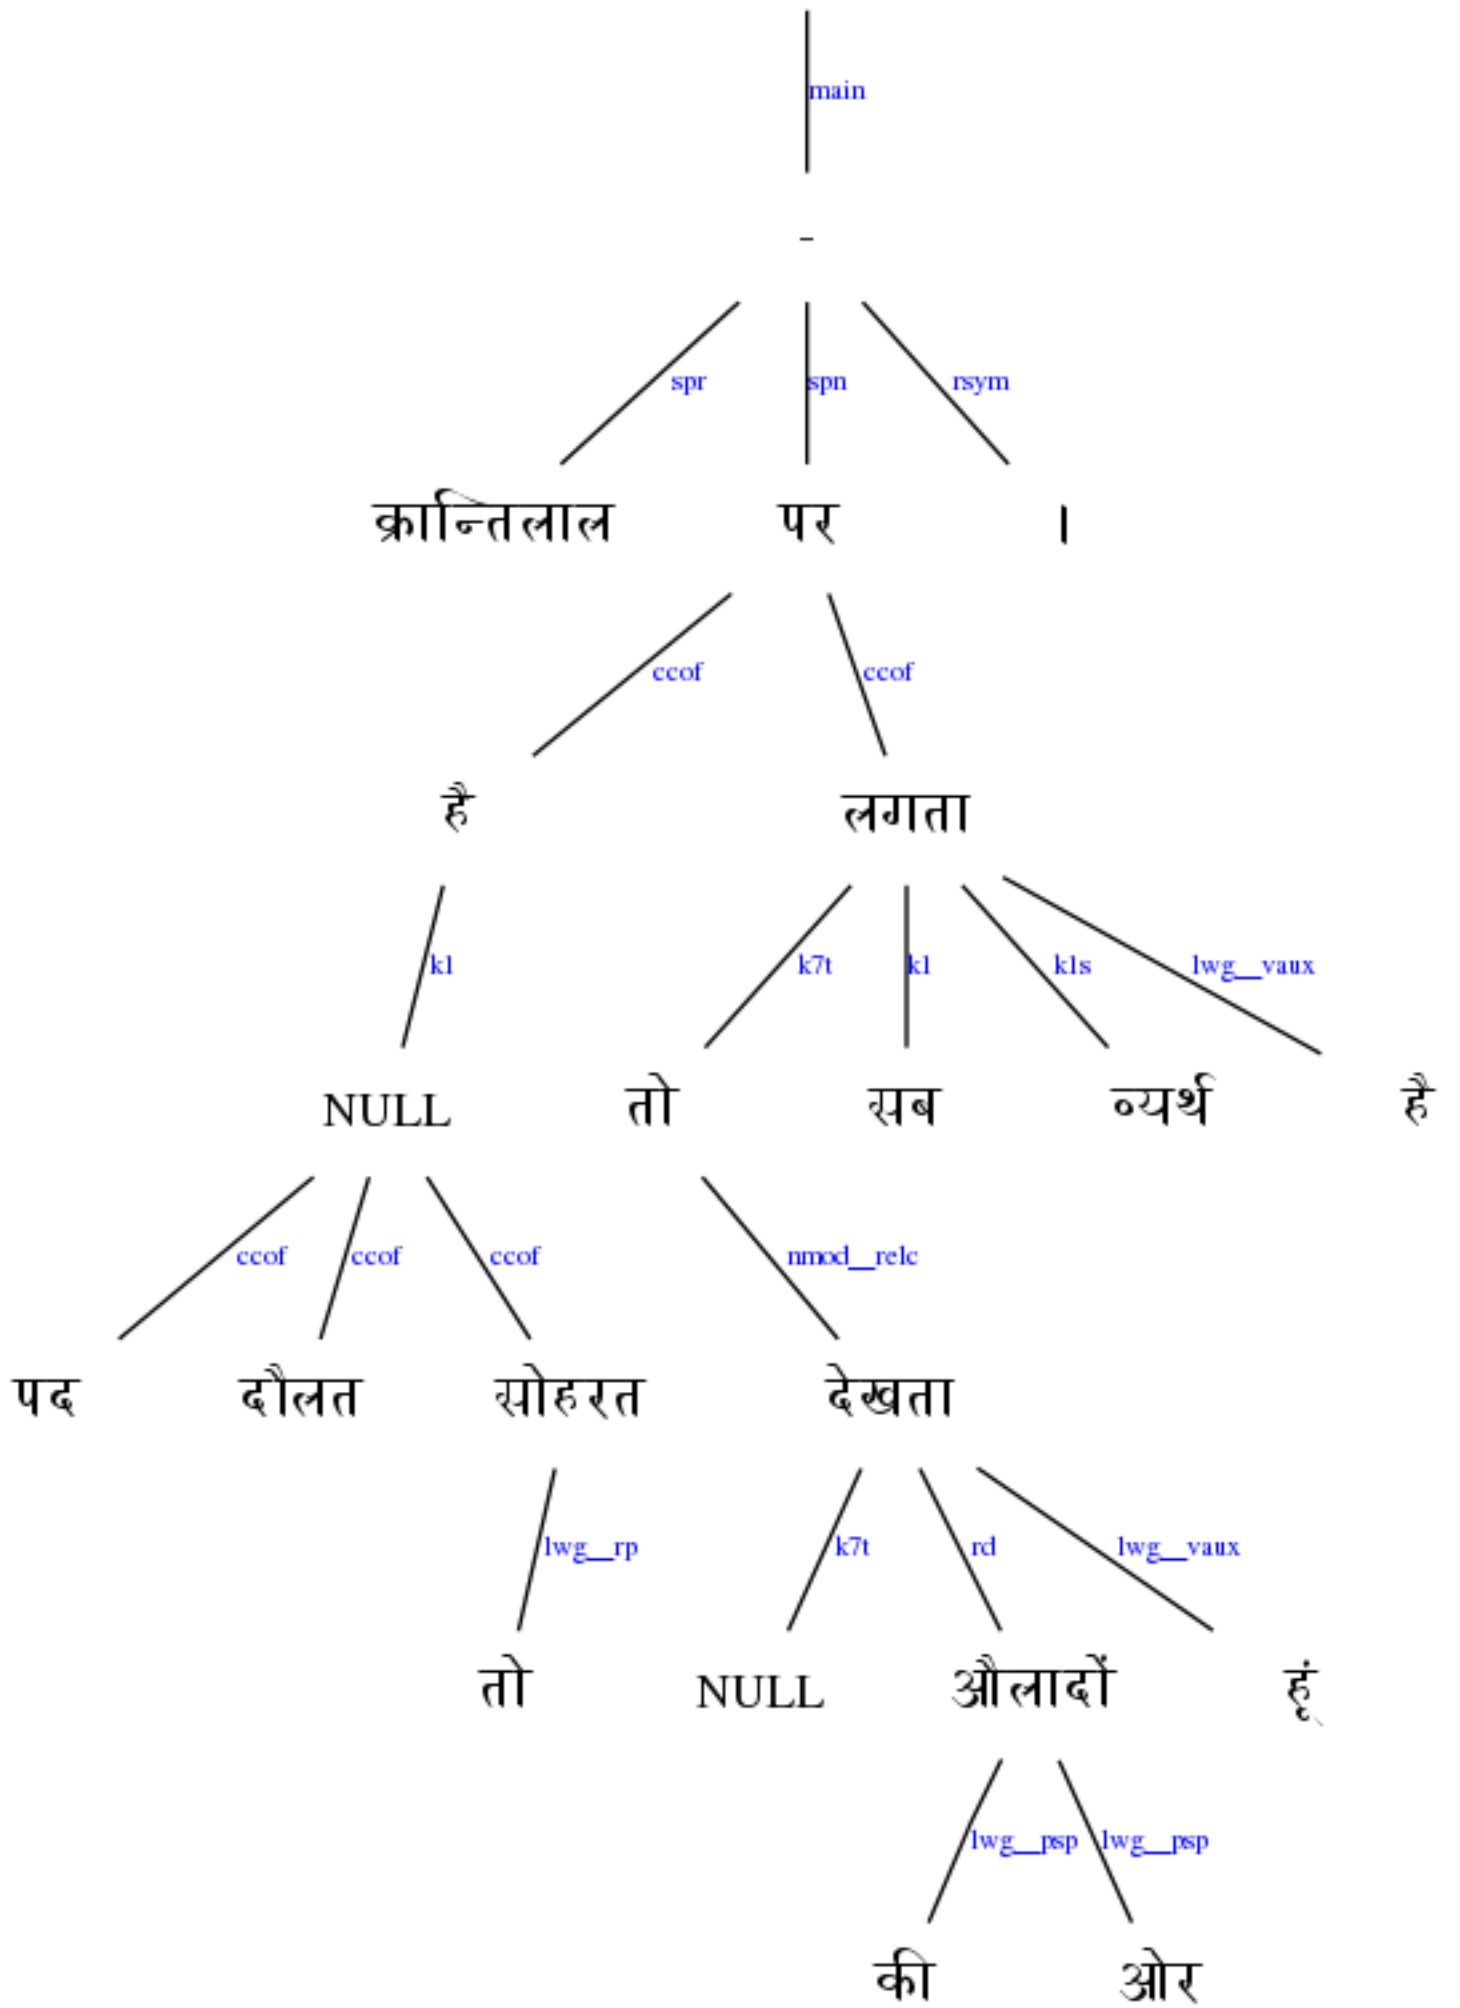 main
-
spr spn rsym
क्रान्तिलाल पर ।
ccof ccof
है लगता
k1 k7t k1 k1s lwg__vaux
NULL तो सब व्यर्थ है
ccof ccof ccof nmod__relc
पद दौलत सोहरत देखता
lwg__rp k7t rd lwg__vaux
तो NULL औलादों हूं
lwg__psp lwg__psp
की ओर